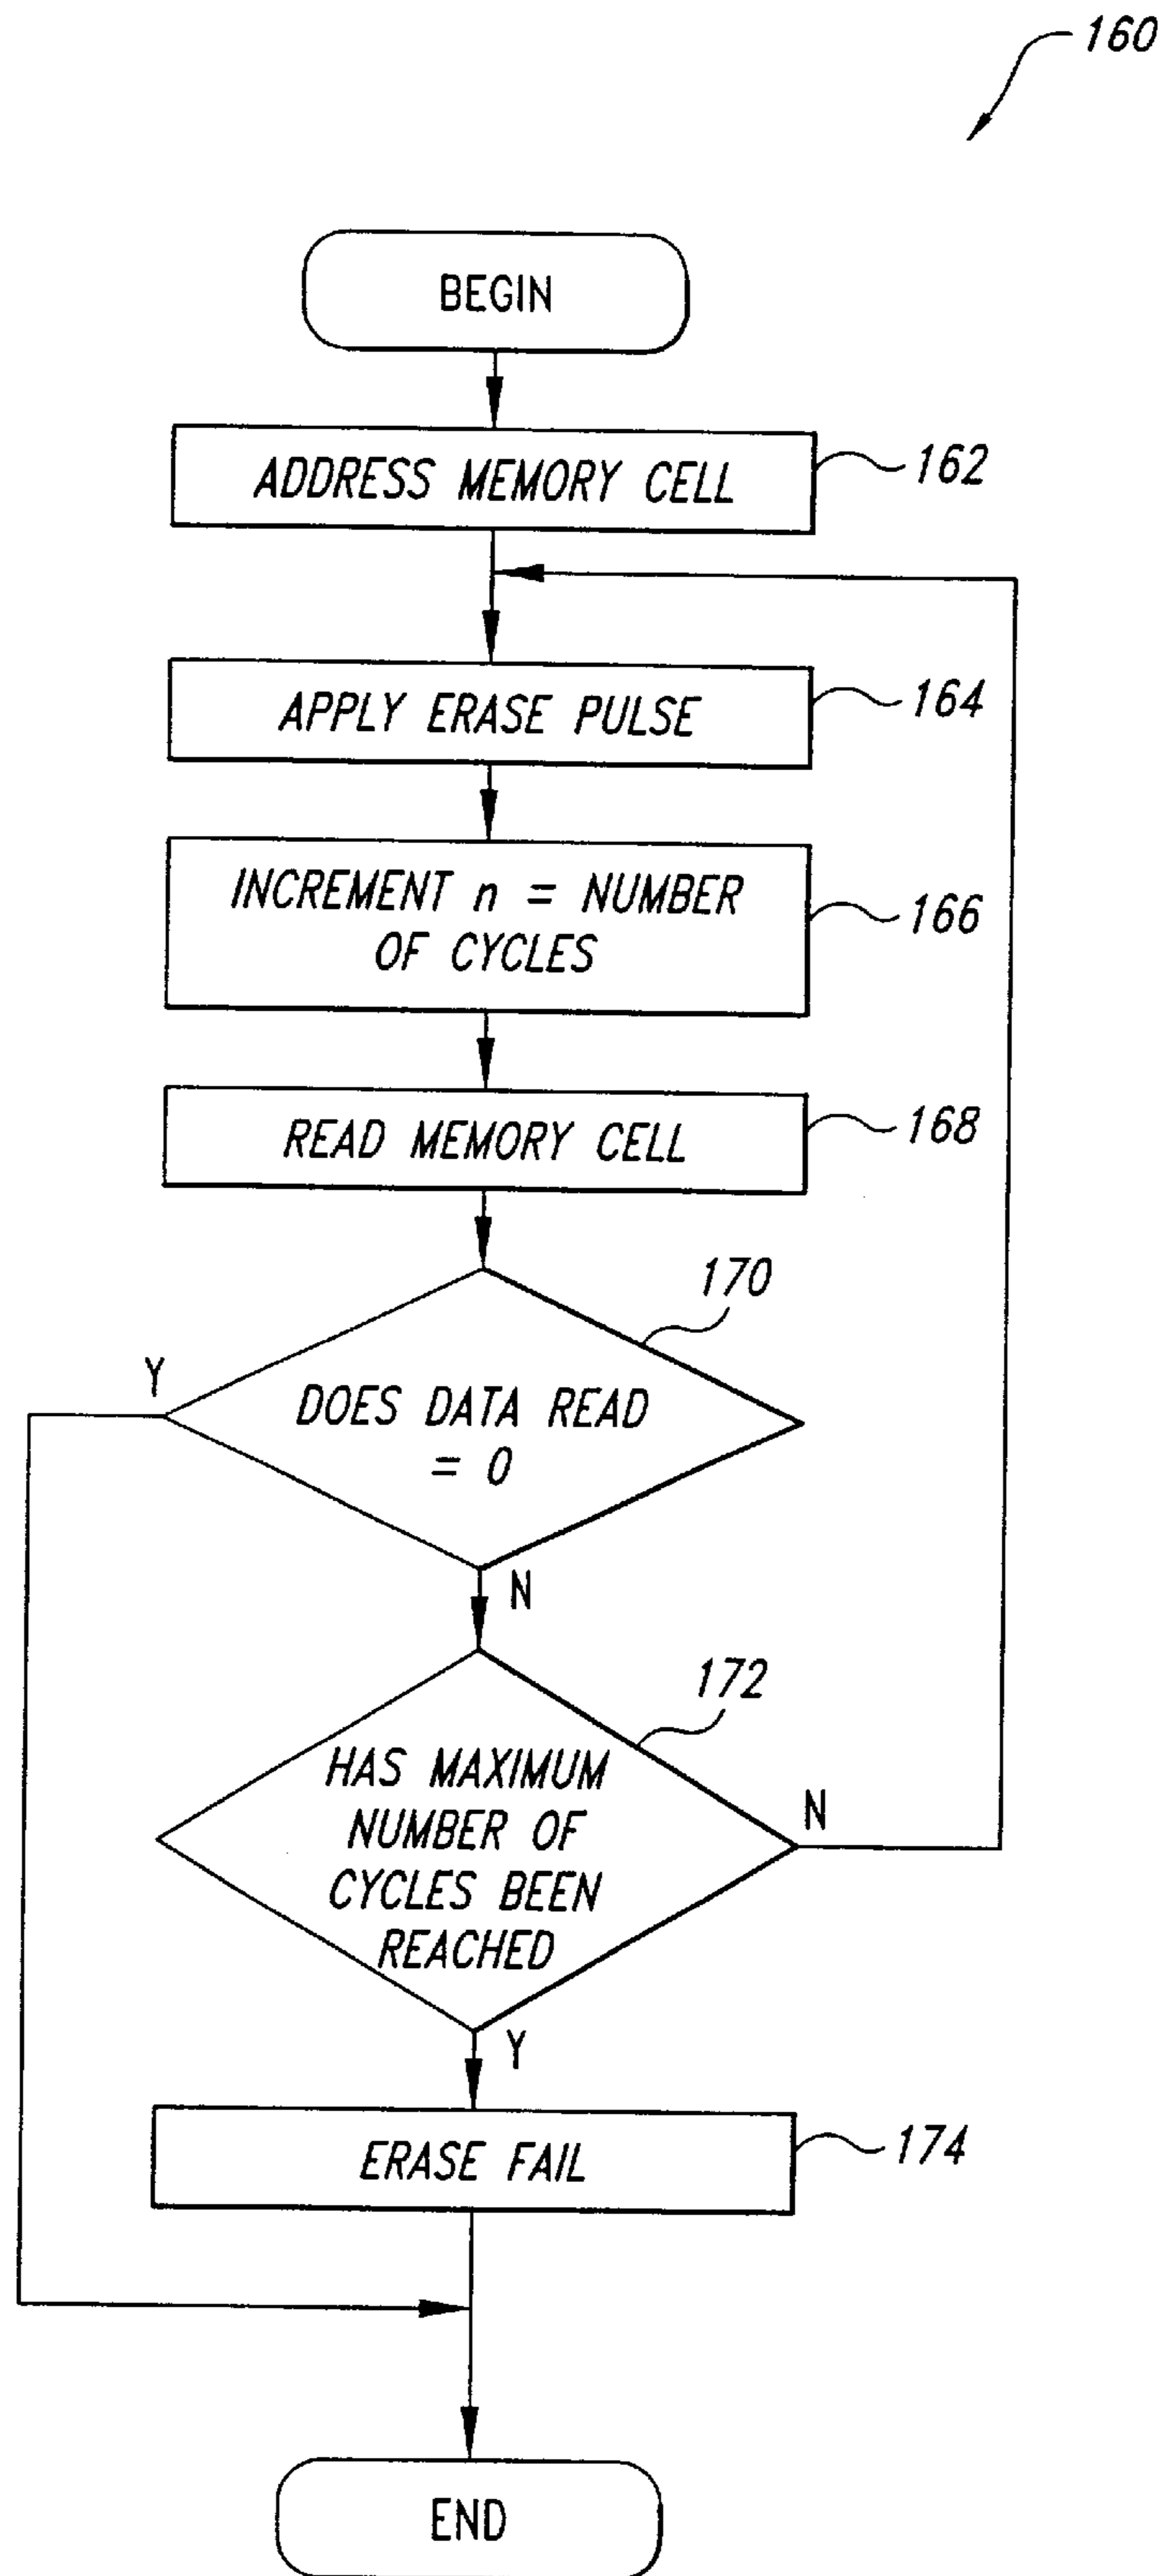 160
BEGIN
ADDRESS MEMORY CELL
162
APPLY ERASE PULSE
164
INCREMENT n = NUMBER
OF CYCLES
166
READ MEMORY CELL
168
170
Y
DOES DATA READ
= 0
N
172
HAS MAXIMUM
NUMBER OF
CYCLES BEEN
REACHED
N
Y
ERASE FAIL
174
END